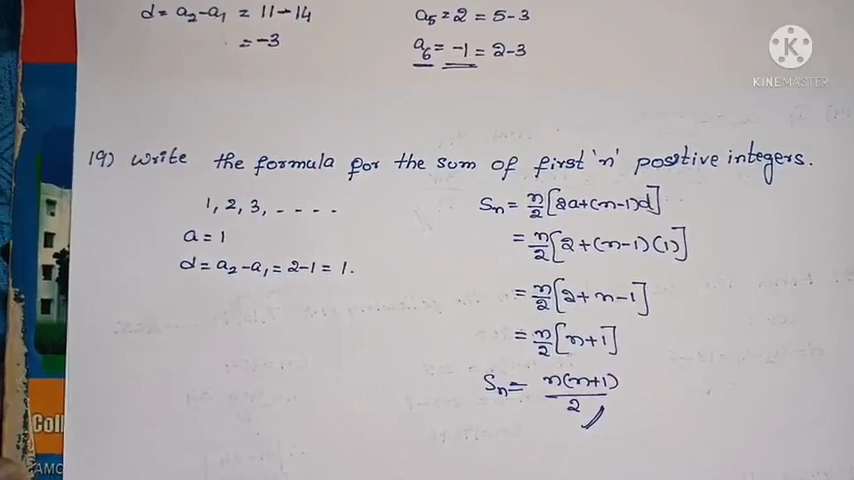 d = a₂-a₁ = 11-14
= -3
a₅ = 2 = 5-3
a₆ = -1 = 2-3
KINEMASTER
19) Write the formula for the sum of first 'n' positive integers.
1, 2, 3, - - - - .
a = 1
d = a₂-a₁ = 2-1 = 1.
Sₙ = n/2 [2a+(n-1)d]
= n/2 [2+(n-1)(1)]
= n/2 [2+n-1]
= n/2 [n+1]
Sₙ = n(n+1)/2
Coll